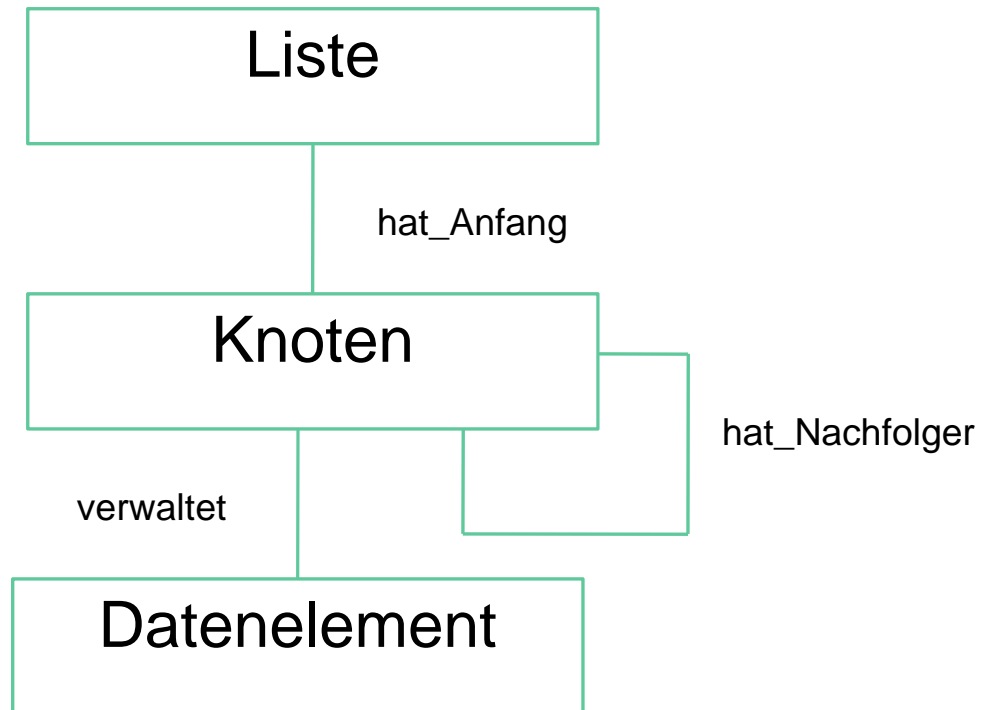 Liste
hat_Anfang
Knoten
hat_Nachfolger
verwaltet
Datenelement